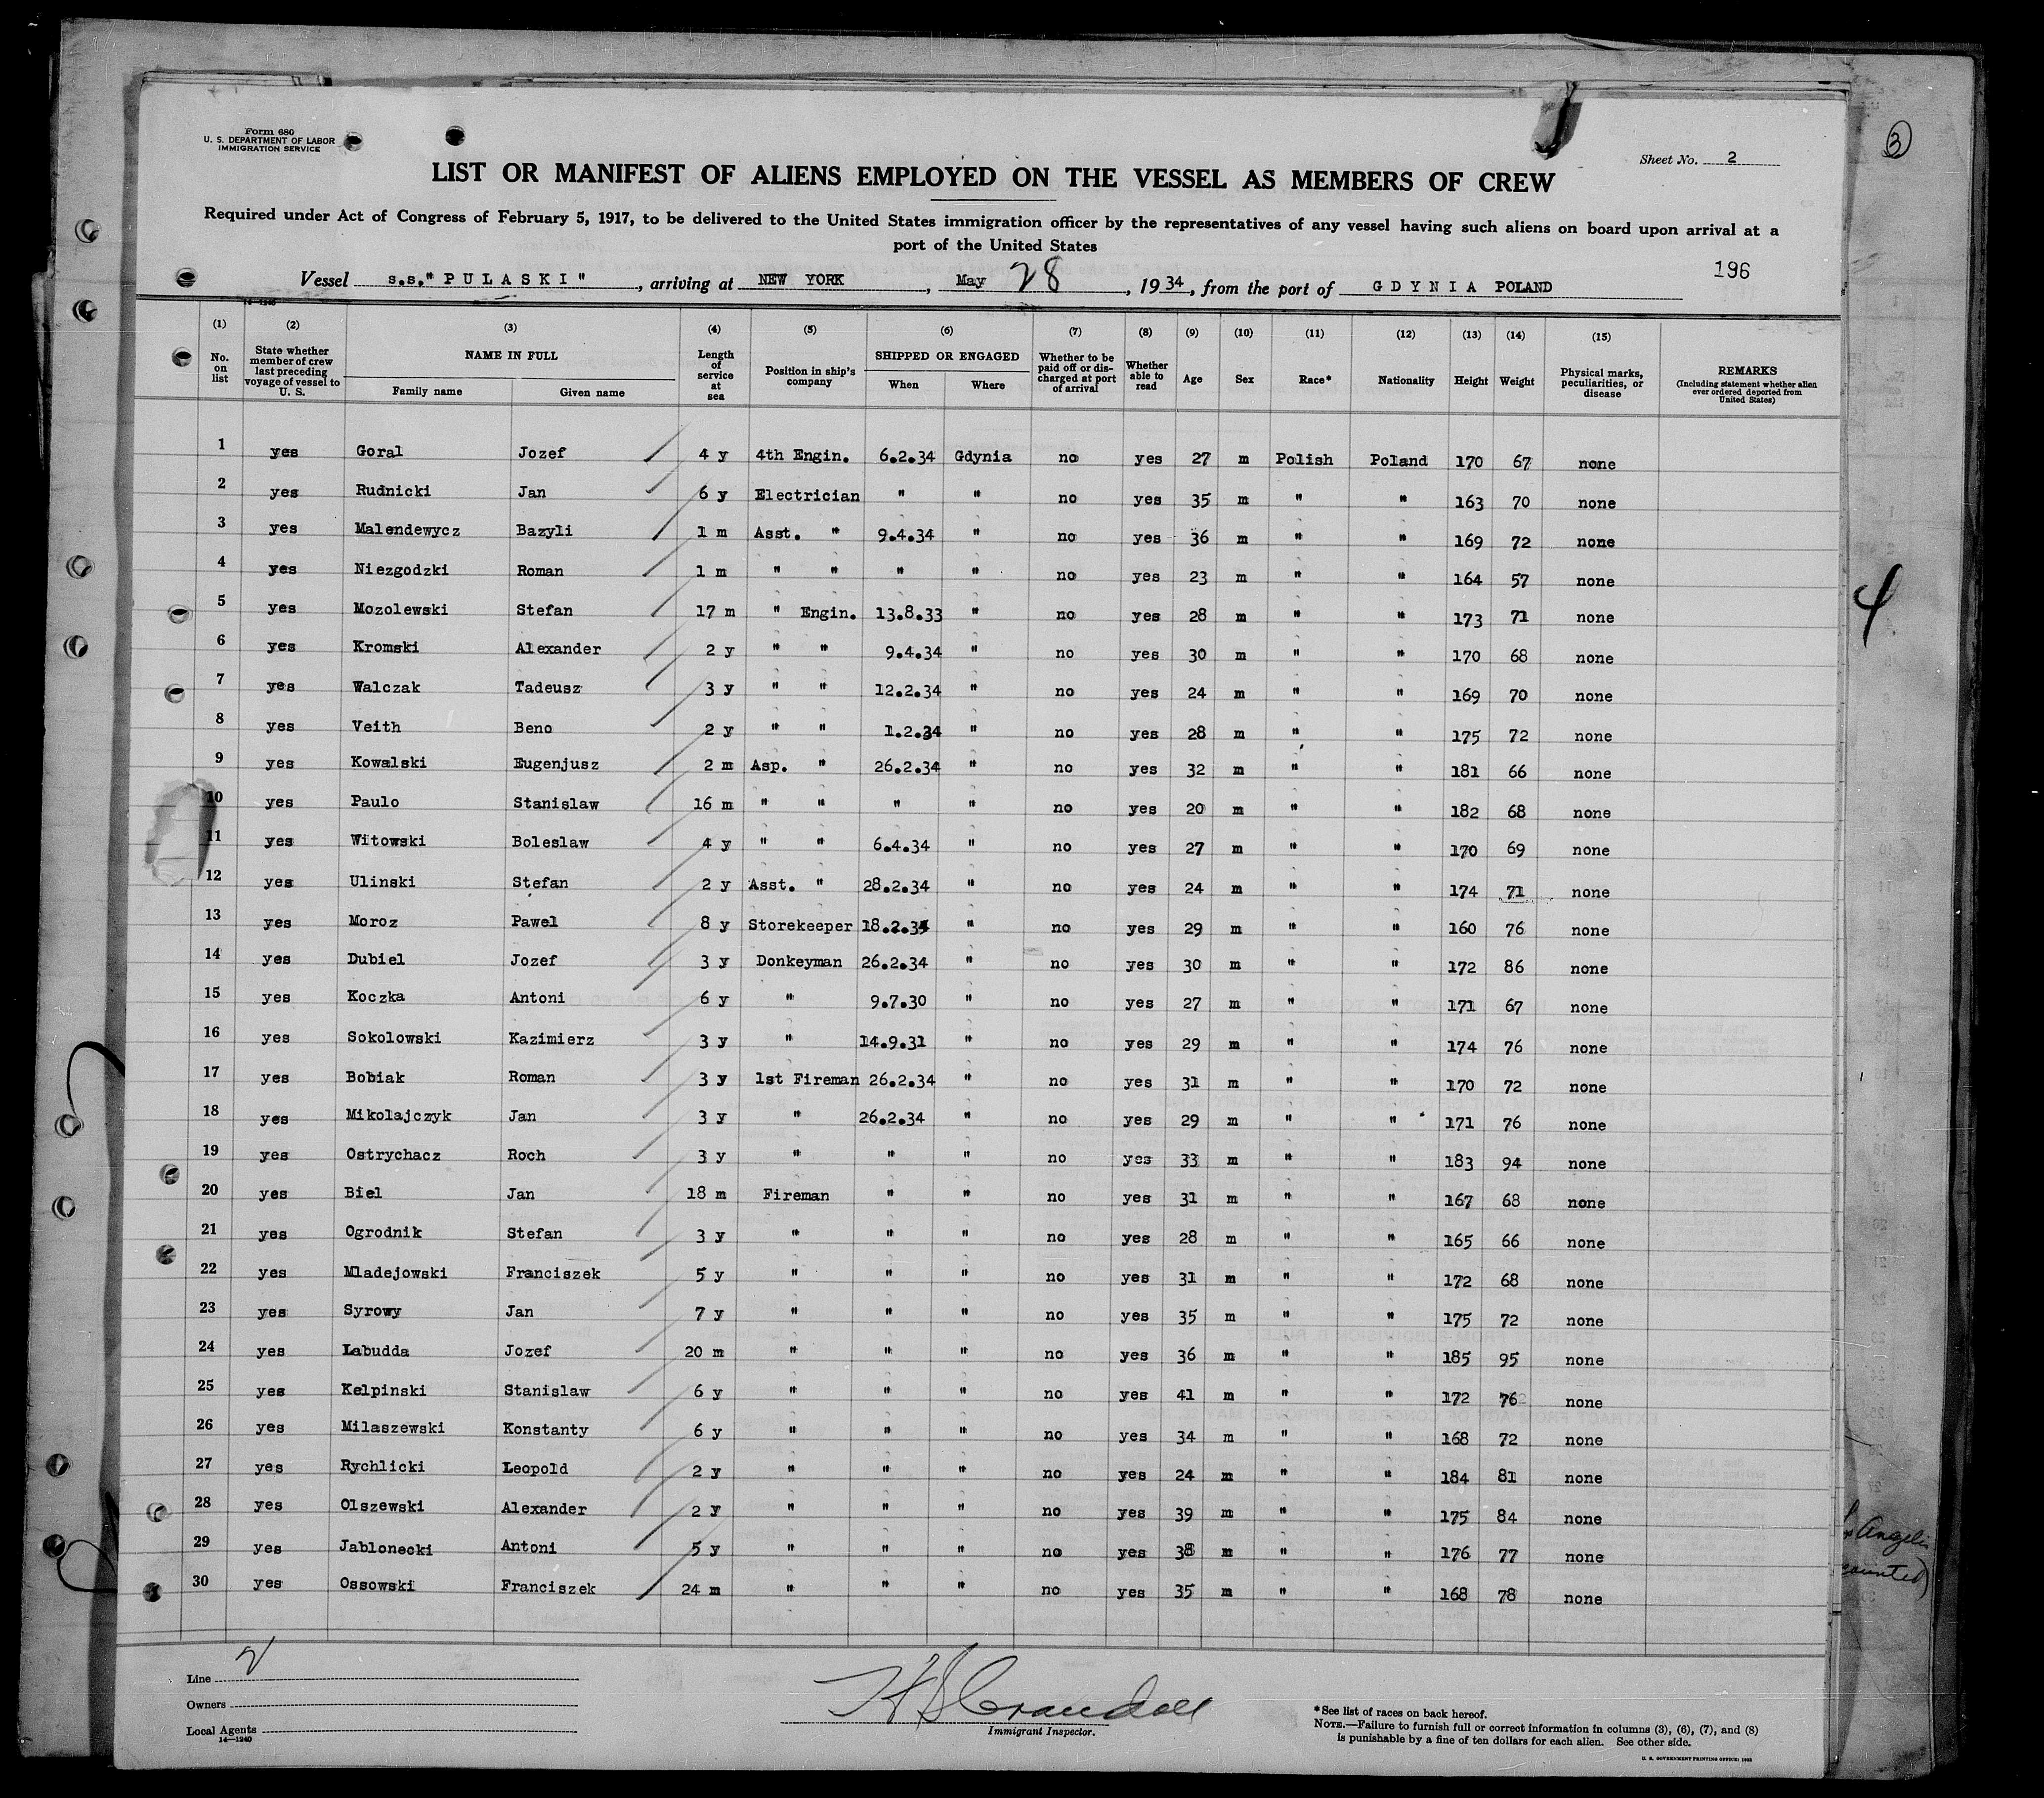 Form 680
U. S. DEPARTMENT OF LABOR
IMMIGRATION SERVICE
3
Sheet No. 2
LIST OR MANIFEST OF ALIENS EMPLOYED ON THE VESSEL AS MEMBERS OF CREW
Required under Act of Congress of February 5, 1917, to be delivered to the United States immigration officer by the representatives of any vessel having such aliens on board upon arrival at a
port of the United States
196
Vessel s.s."PULASKI", arriving at NEW YORK, May 28, 1934, from the port of GDYNIA POLAND
14—1240
(1) (2) (3) (4) (5) (6) (7) (8) (9) (10) (11) (12) (13) (14) (15)
No. on list | State whether member of crew last preceding voyage of vessel to U. S. | NAME IN FULL Family name Given name | Length of service at sea | Position in ship's company | SHIPPED OR ENGAGED When Where | Whether to be paid off or discharged at port of arrival | Whether able to read | Age | Sex | Race* | Nationality | Height | Weight | Physical marks, peculiarities, or disease | REMARKS (Including statement whether alien ever ordered deported from United States)
1 yes Goral Jozef 4 y 4th Engin. 6.2.34 Gdynia no yes 27 m Polish Poland 170 67 none
2 yes Rudnicki Jan 6 y Electrician " " no yes 35 m " " 163 70 none
3 yes Malendewycz Bazyli 1 m Asst. " 9.4.34 " no yes 36 m " " 169 72 none
4 yes Niezgodzki Roman 1 m " " " " no yes 23 m " " 164 57 none
5 yes Mozolewski Stefan 17 m " Engin. 13.8.33 " no yes 28 m " " 173 71 none
6 yes Kromski Alexander 2 y " " 9.4.34 " no yes 30 m " " 170 68 none
7 yes Walczak Tadeusz 3 y " " 12.2.34 " no yes 24 m " " 169 70 none
8 yes Veith Beno 2 y " " 1.2.34 " no yes 28 m " " 175 72 none
9 yes Kowalski Eugenjusz 2 m Asp. " 26.2.34 " no yes 32 m " " 181 66 none
10 yes Paulo Stanislaw 16 m " " " " no yes 20 m " " 182 68 none
11 yes Witowski Boleslaw 4 y " " 6.4.34 " no yes 27 m " " 170 69 none
12 yes Ulinski Stefan 2 y Asst. " 28.2.34 " no yes 24 m " " 174 71 none
13 yes Moroz Pawel 8 y Storekeeper 18.2.34 " no yes 29 m " " 160 76 none
14 yes Dubiel Jozef 3 y Donkeyman 26.2.34 " no yes 30 m " " 172 86 none
15 yes Koczka Antoni 6 y " 9.7.30 " no yes 27 m " " 171 67 none
16 yes Sokolowski Kazimierz 3 y " 14.9.31 " no yes 29 m " " 174 76 none
17 yes Bobiak Roman 3 y 1st Fireman 26.2.34 " no yes 31 m " " 170 72 none
18 yes Mikolajczyk Jan 3 y " 26.2.34 " no yes 29 m " " 171 76 none
19 yes Ostrychacz Roch 3 y " " " no yes 33 m " " 183 94 none
20 yes Biel Jan 18 m Fireman " " no yes 31 m " " 167 68 none
21 yes Ogrodnik Stefan 3 y " " " no yes 28 m " " 165 66 none
22 yes Mladejowski Franciszek 5 y " " " no yes 31 m " " 172 68 none
23 yes Syrowy Jan 7 y " " " no yes 35 m " " 175 72 none
24 yes Labudda Jozef 20 m " " " no yes 36 m " " 185 95 none
25 yes Kelpinski Stanislaw 6 y " " " no yes 41 m " " 172 76 none
26 yes Milaszewski Konstanty 6 y " " " no yes 34 m " " 168 72 none
27 yes Rychlicki Leopold 2 y " " " no yes 24 m " " 184 81 none
28 yes Olszewski Alexander 2 y " " " no yes 39 m " " 175 84 none
29 yes Jablonecki Antoni 5 y " " " no yes 38 m " " 176 77 none
30 yes Ossowski Franciszek 24 m " " " no yes 35 m " " 168 78 none
4
Line
Owners
Local Agents
14—1240
H S Crandall
Immigrant Inspector.
*See list of races on back hereof.
NOTE.—Failure to furnish full or correct information in columns (3), (6), (7), and (8)
is punishable by a fine of ten dollars for each alien. See other side.